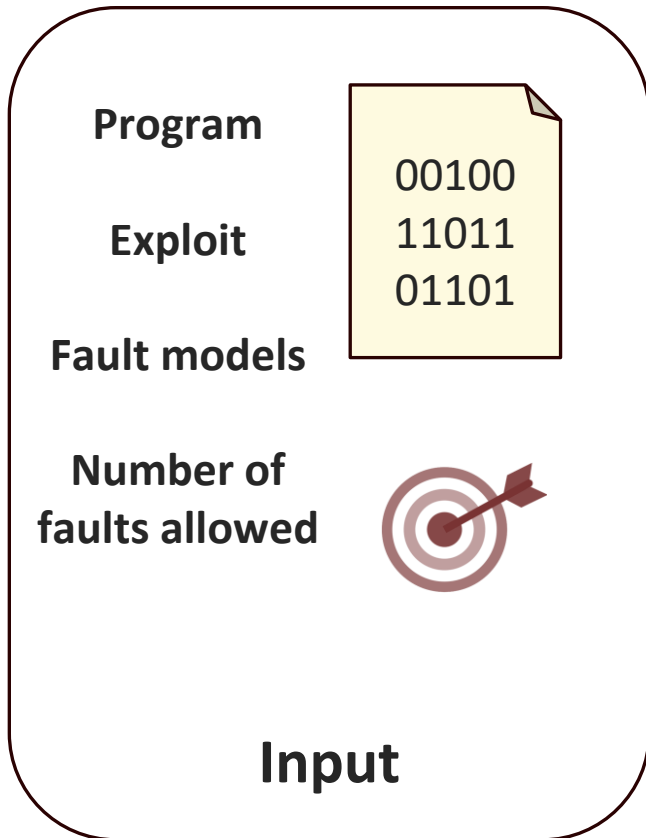 Program
00100
11011
01101
Exploit
Fault models
Number of
faults allowed
Input